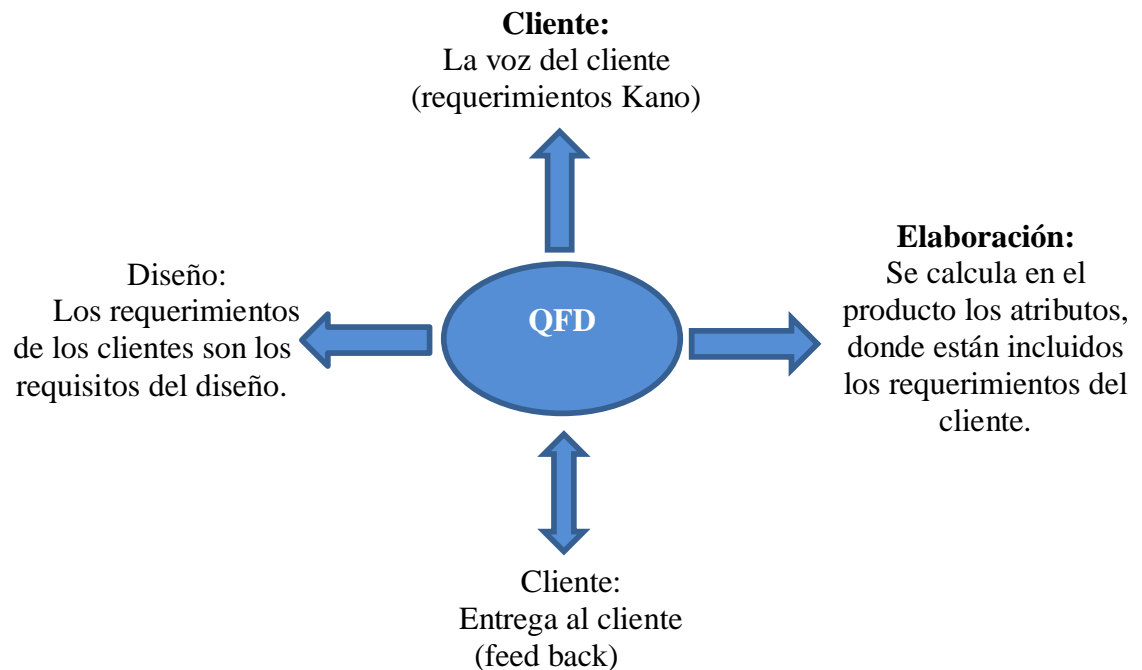 Cliente:
La voz del cliente
(requerimientos Kano)
Diseño:
Los requerimientos
de los clientes son los
requisitos del diseño.
QFD
Elaboración:
Se calcula en el
producto los atributos,
donde están incluidos
los requerimientos del
cliente.
Cliente:
Entrega al cliente
(feed back)